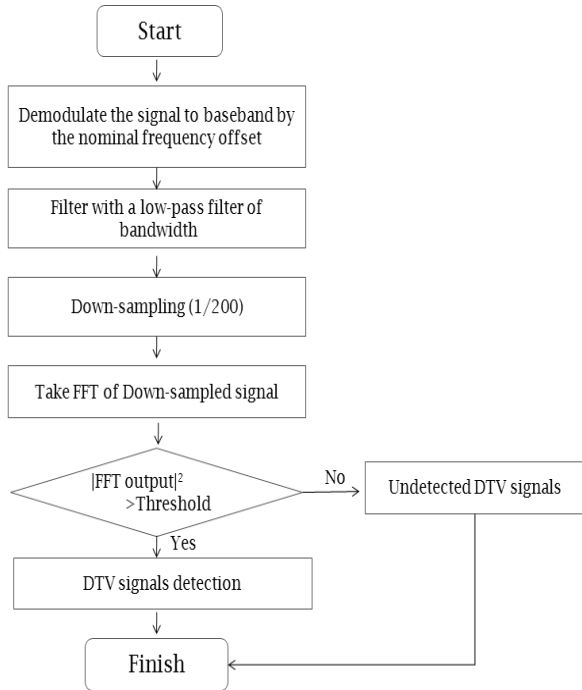 Start
Demodulate the signal to baseband by
the nominal frequency offset
Filter with a low-pass filter of
bandwidth
Down-sampling (1/200)
Take FFT of Down-sampled signal
|FFT output|²
>Threshold
No
Undetected DTV signals
Yes
DTV signals detection
Finish